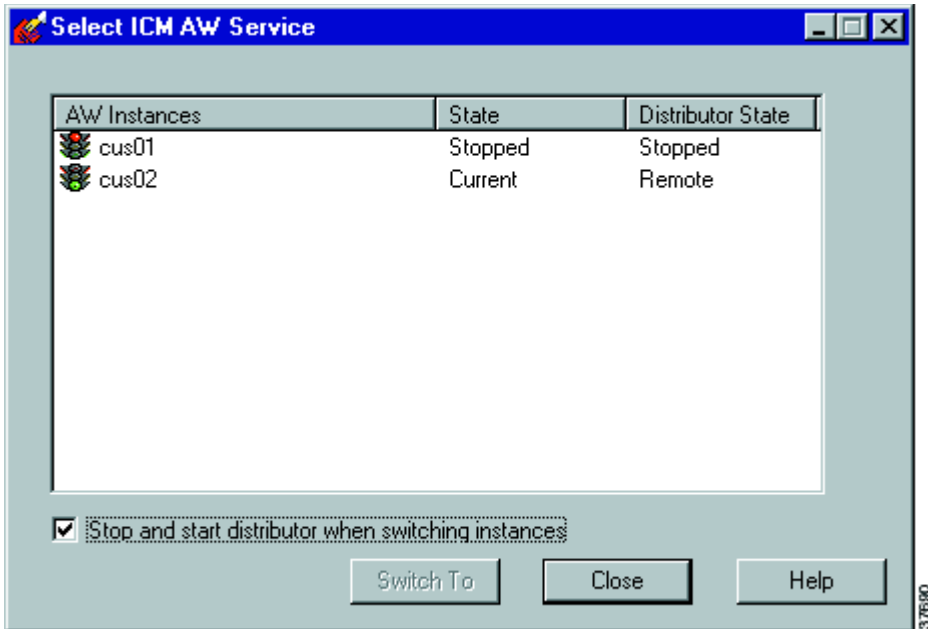 Select ICM AW Service
AW Instances State Distributor State
cus01 Stopped Stopped
cus02 Current Remote
Stop and start distributor when switching instances
Switch To Close Help
37690